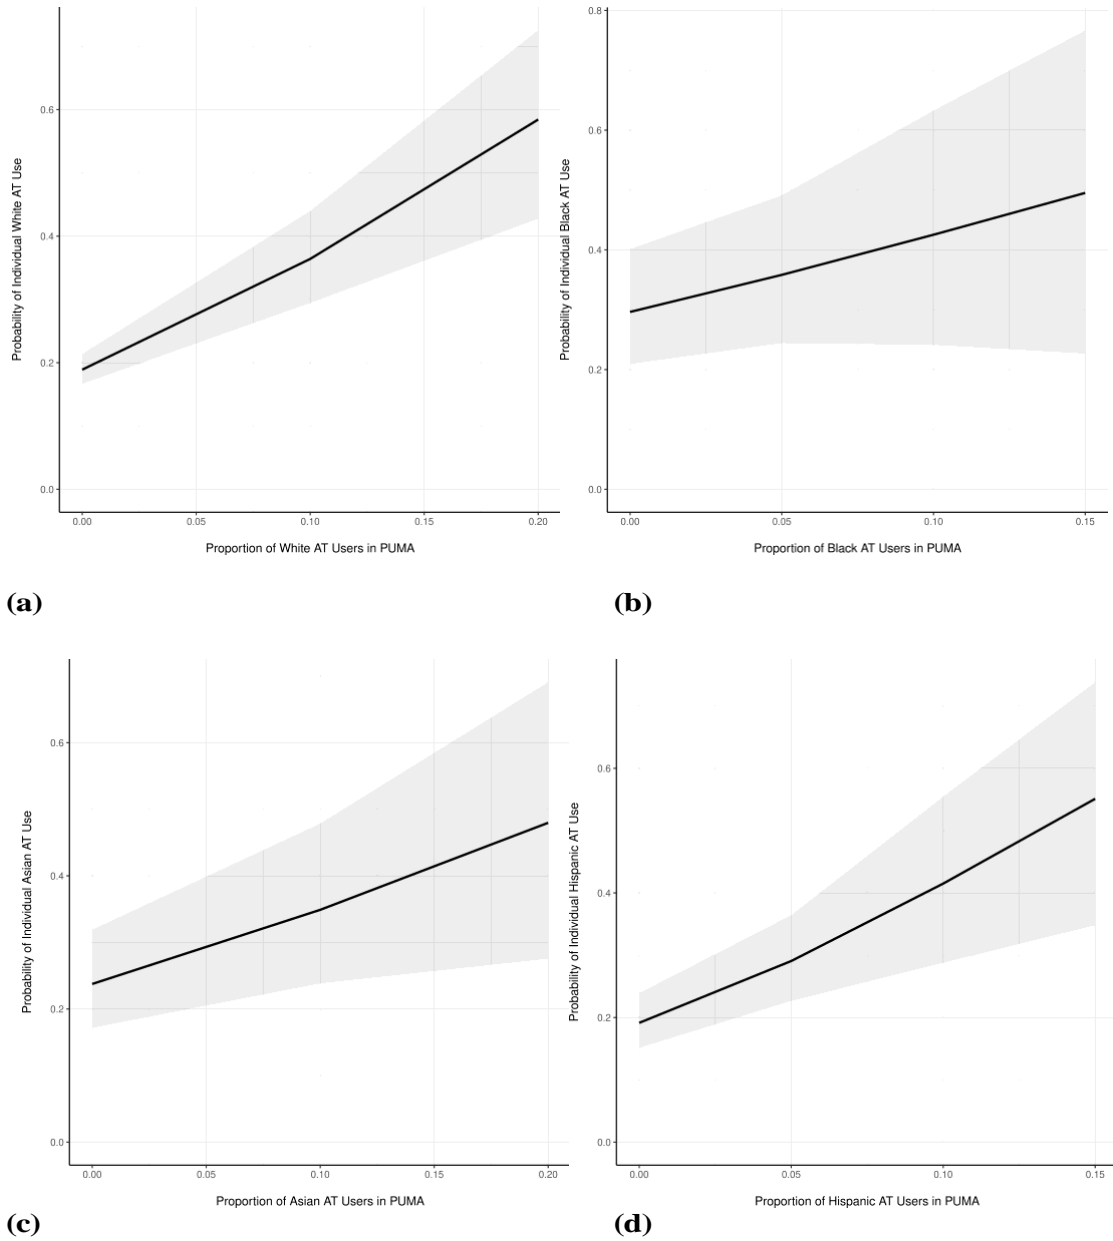 Probability of Individual White AT Use
0.6
0.4
0.2
0.0
0.00 0.05 0.10 0.15 0.20
Proportion of White AT Users in PUMA
(a)
Probability of Individual Black AT Use
0.8
0.6
0.4
0.2
0.0
0.00 0.05 0.10 0.15
Proportion of Black AT Users in PUMA
(b)
Probability of Individual Asian AT Use
0.6
0.4
0.2
0.0
0.00 0.05 0.10 0.15 0.20
Proportion of Asian AT Users in PUMA
(c)
Probability of Individual Hispanic AT Use
0.6
0.4
0.2
0.0
0.00 0.05 0.10 0.15
Proportion of Hispanic AT Users in PUMA
(d)